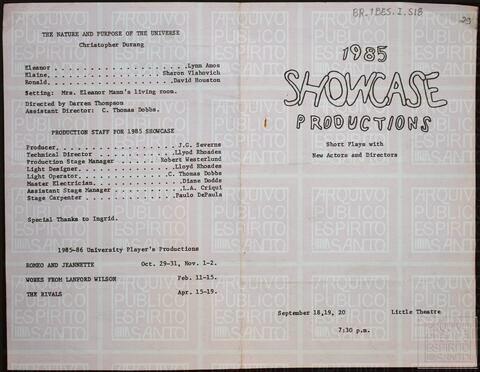 THE NATURE AND PURPOSE OF THE UNIVERSE
Christopher Durang
Eleanor . . . . . . . . . . . . . . . . . . . .Lynn Amos
Elaine. . . . . . . . . . . . . . . . . . Sharon Vlahovich
Ronald. . . . . . . . . . . . . . . . . . .David Houston
Setting: Mrs. Eleanor Mann's living room.
Directed by Darren Thompson
Assistant Director: C. Thomas Dobbs.
PRODUCTION STAFF FOR 1985 SHOWCASE
Producer. . . . . . . . . . . . . . . . . . .J.G. Severns
Technical Director . . . . . . . . . . . . .Llyod Rhoades
Production Stage Manager . . . . . . . Robert Westerlund
Light Designer. . . . . . . . . . . . . . . Lloyd Rhoades
Light Operator. . . . . . . . . . . . . . C. Thomas Dobbs
Master Electrician. . . . . . . . . . . . . . Diane Dodds
Assistant Stage Manager . . . . . . . . . . . L.A. Criqui
Stage Carpenter . . . . . . . . . . . . . . .Paulo DePaula
Special Thanks to Ingrid.
1985-86 University Player's Productions
ROMEO AND JEANNETTE Oct. 29-31, Nov. 1-2.
WORKS FROM LANFORD WILSON Feb. 11-15.
THE RIVALS Apr. 15-19.
BR.1BES.I.SIB
29
1985
SHOWCASE
PRODUCTIONS
Short Plays with
New Actors and Directors
September 18,19, 20 Little Theatre
7:30 p.m.
ARQUIVO
PÚBLICO
ESPÍRITO
SANTO